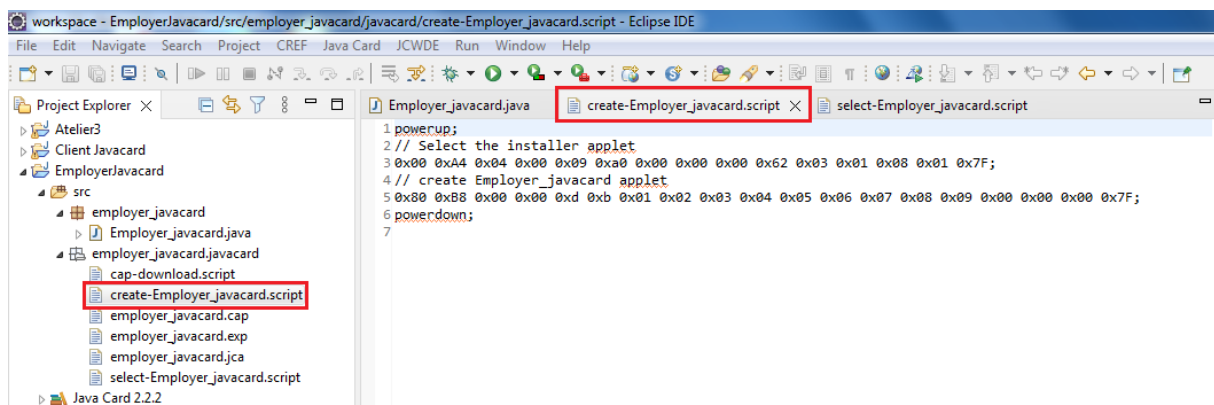 workspace - EmployerJavacard/src/employer_javacard/javacard/create-Employer_javacard.script - Eclipse IDE
File Edit Navigate Search Project CREF Java Card JCWDE Run Window Help
Project Explorer
Atelier3
Client Javacard
EmployerJavacard
src
employer_javacard
Employer_javacard.java
employer_javacard.javacard
cap-download.script
create-Employer_javacard.script
employer_javacard.cap
employer_javacard.exp
employer_javacard.jca
select-Employer_javacard.script
Java Card 2.2.2
Employer_javacard.java create-Employer_javacard.script select-Employer_javacard.script
1 powerup;
2 // Select the installer applet
3 0x00 0xA4 0x04 0x00 0x09 0xa0 0x00 0x00 0x00 0x62 0x03 0x01 0x08 0x01 0x7F;
4 // create Employer_javacard applet
5 0x80 0xB8 0x00 0x00 0xd 0xb 0x01 0x02 0x03 0x04 0x05 0x06 0x07 0x08 0x09 0x00 0x00 0x00 0x7F;
6 powerdown;
7